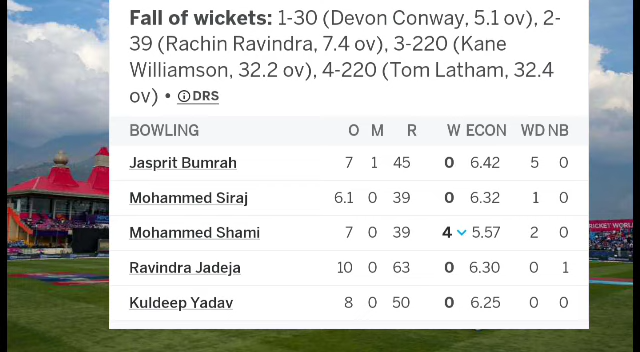 Fall of wickets: 1-30 (Devon Conway, 5.1 ov), 2-
39 (Rachin Ravindra, 7.4 ov), 3-220 (Kane
Williamson, 32.2 ov), 4-220 (Tom Latham, 32.4
ov) • DRS
BOWLING O M R W ECON WD NB
Jasprit Bumrah 7 1 45 0 6.42 5 0
Mohammed Siraj 6.1 0 39 0 6.32 1 0
Mohammed Shami 7 0 39 4 5.57 2 0
Ravindra Jadeja 10 0 63 0 6.30 0 1
Kuldeep Yadav 8 0 50 0 6.25 0 0